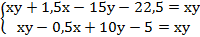 xy + 1,5x − 15y − 22,5 = xy
xy − 0,5x + 10y − 5 = xy